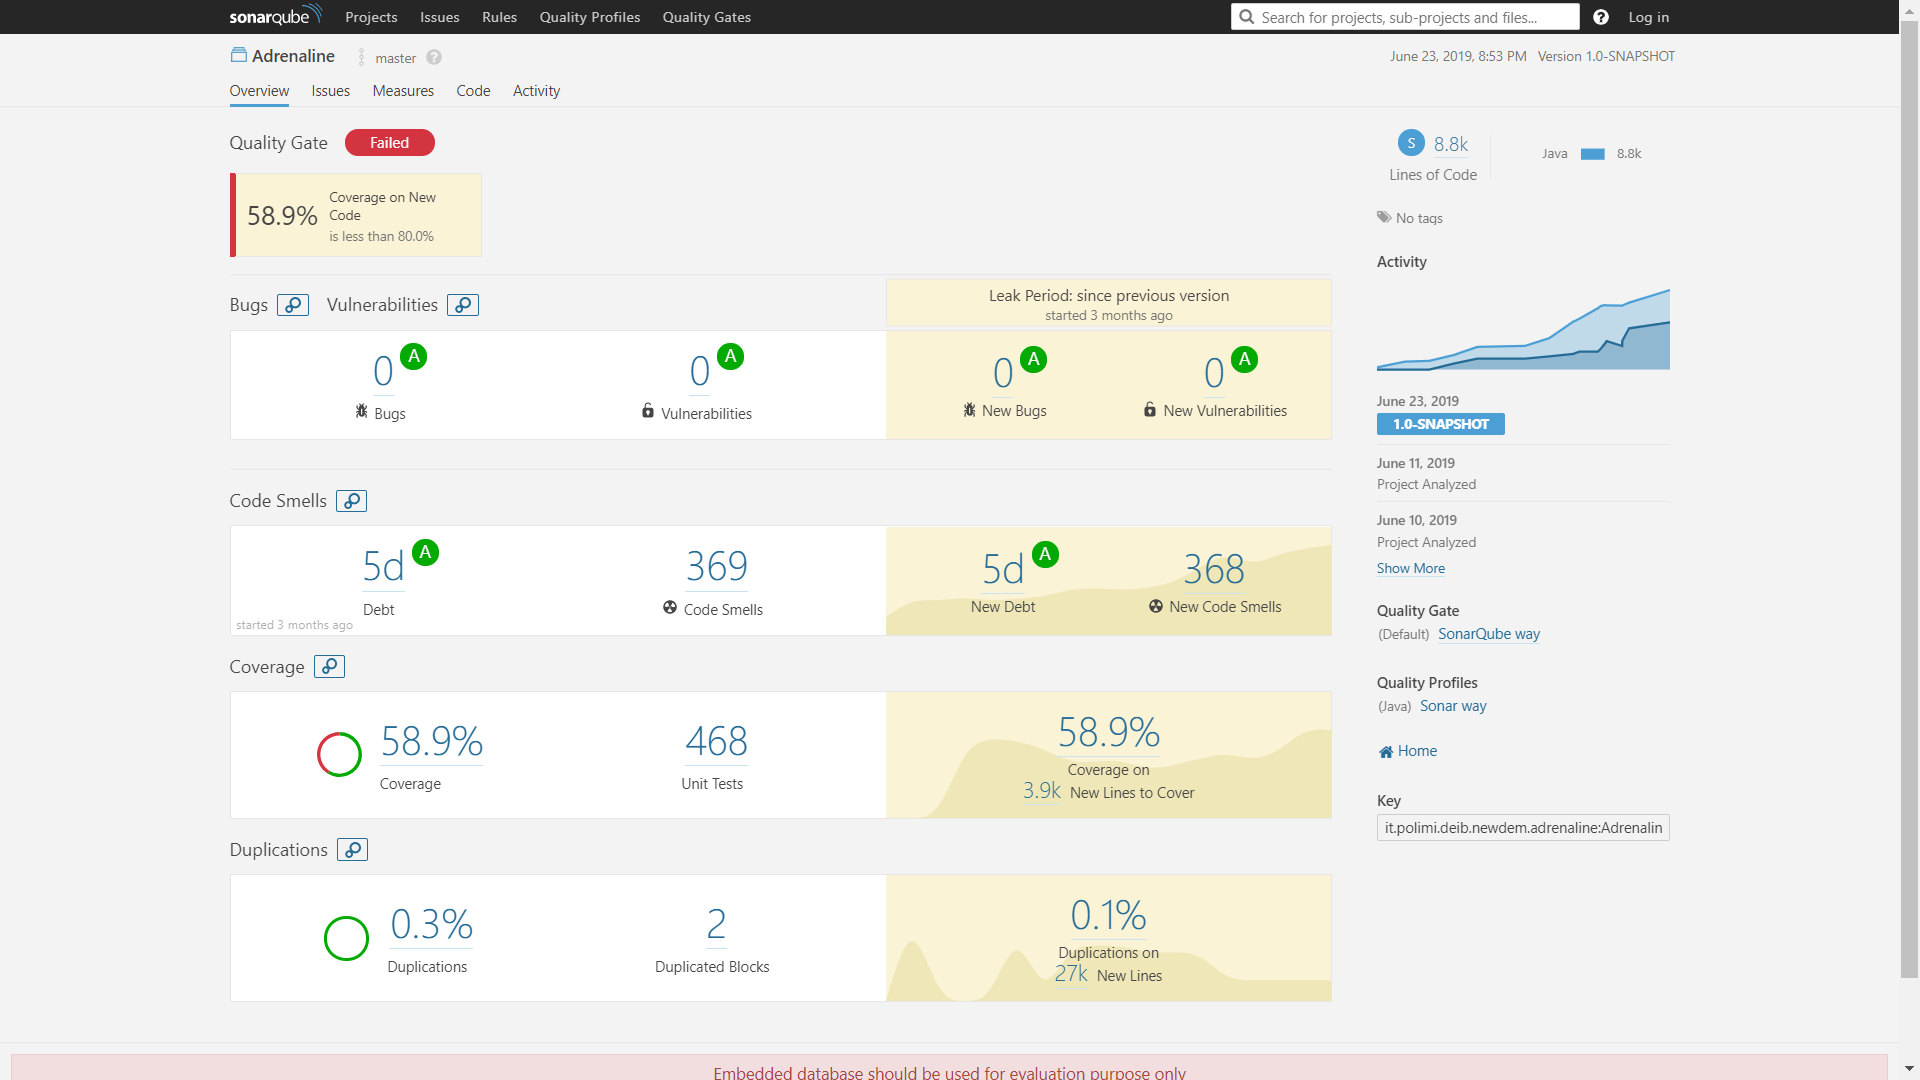 sonarqube Projects Issues Rules Quality Profiles Quality Gates Search for projects, sub-projects and files... Log in
Adrenaline master June 23, 2019, 8:53 PM Version 1.0-SNAPSHOT
Overview Issues Measures Code Activity
Quality Gate Failed
58.9% Coverage on New Code
is less than 80.0%
S 8.8k
Lines of Code
Java 8.8k
No tags
Bugs Vulnerabilities
Leak Period: since previous version
started 3 months ago
0 A 0 A 0 A 0 A
Bugs Vulnerabilities New Bugs New Vulnerabilities
Code Smells
5d A 369 5d A 368
Debt Code Smells New Debt New Code Smells
started 3 months ago
Coverage
58.9% 468 58.9%
Coverage Unit Tests Coverage on
3.9k New Lines to Cover
Duplications
0.3% 2 0.1%
Duplications Duplicated Blocks Duplications on
27k New Lines
Activity
June 23, 2019
1.0-SNAPSHOT
June 11, 2019
Project Analyzed
June 10, 2019
Project Analyzed
Show More
Quality Gate
(Default) SonarQube way
Quality Profiles
(Java) Sonar way
Home
Key
it.polimi.deib.newdem.adrenaline:Adrenalin
Embedded database should be used for evaluation purpose only